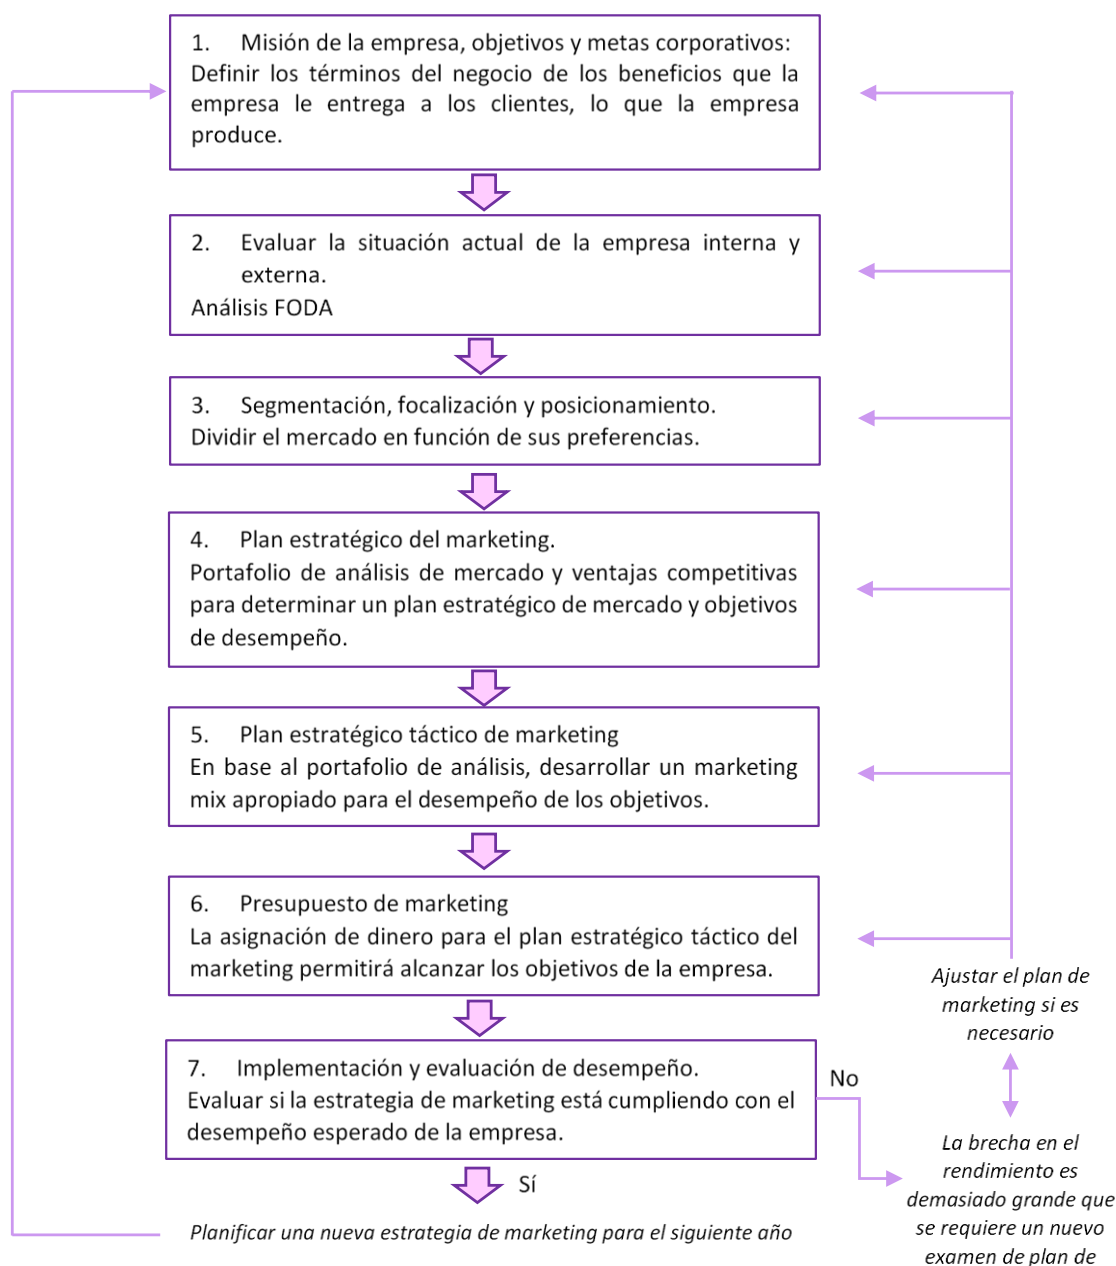 1. Misión de la empresa, objetivos y metas corporativos:
Definir los términos del negocio de los beneficios que la
empresa le entrega a los clientes, lo que la empresa
produce.
2. Evaluar la situación actual de la empresa interna y
externa.
Análisis FODA
3. Segmentación, focalización y posicionamiento.
Dividir el mercado en función de sus preferencias.
4. Plan estratégico del marketing.
Portafolio de análisis de mercado y ventajas competitivas
para determinar un plan estratégico de mercado y objetivos
de desempeño.
5. Plan estratégico táctico de marketing
En base al portafolio de análisis, desarrollar un marketing
mix apropiado para el desempeño de los objetivos.
6. Presupuesto de marketing
La asignación de dinero para el plan estratégico táctico del
marketing permitirá alcanzar los objetivos de la empresa.
7. Implementación y evaluación de desempeño.
Evaluar si la estrategia de marketing está cumpliendo con el
desempeño esperado de la empresa.
Sí
Planificar una nueva estrategia de marketing para el siguiente año
No
Ajustar el plan de
marketing si es
necesario
La brecha en el
rendimiento es
demasiado grande que
se requiere un nuevo
examen de plan de